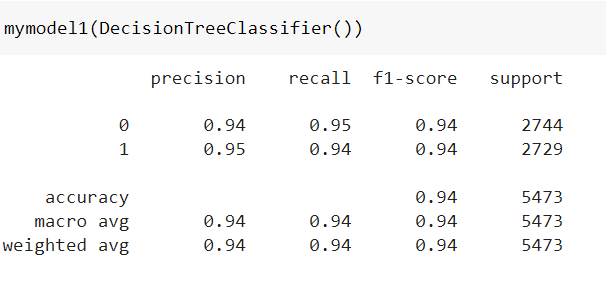 mymodel1(DecisionTreeClassifier())
precision recall f1-score support
0 0.94 0.95 0.94 2744
1 0.95 0.94 0.94 2729
accuracy 0.94 5473
macro avg 0.94 0.94 0.94 5473
weighted avg 0.94 0.94 0.94 5473